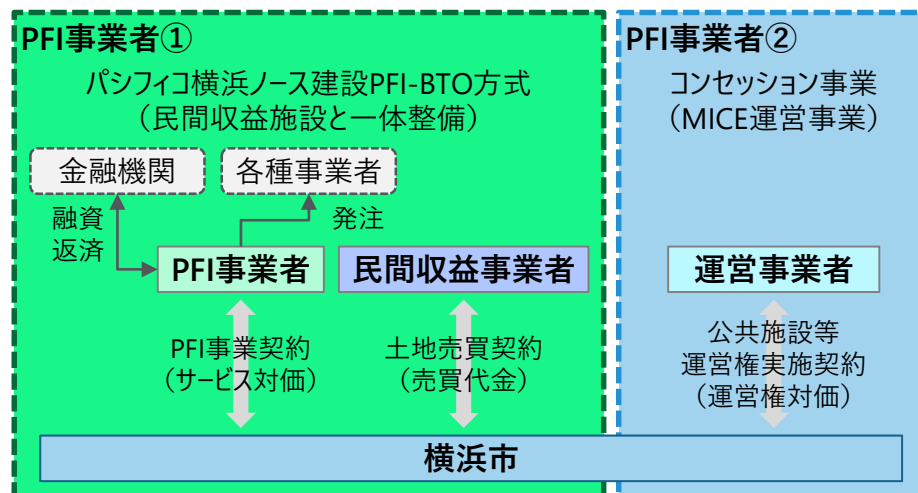 PFI事業者①
パシフィコ横浜ノース建設PFI-BTO方式
（民間収益施設と一体整備）
金融機関
各種事業者
融資
返済
発注
PFI事業者
民間収益事業者
PFI事業契約
（サービス対価）
土地売買契約
（売買代金）
PFI事業者②
コンセッション事業
（MICE運営事業）
運営事業者
公共施設等
運営権実施契約
（運営権対価）
横浜市